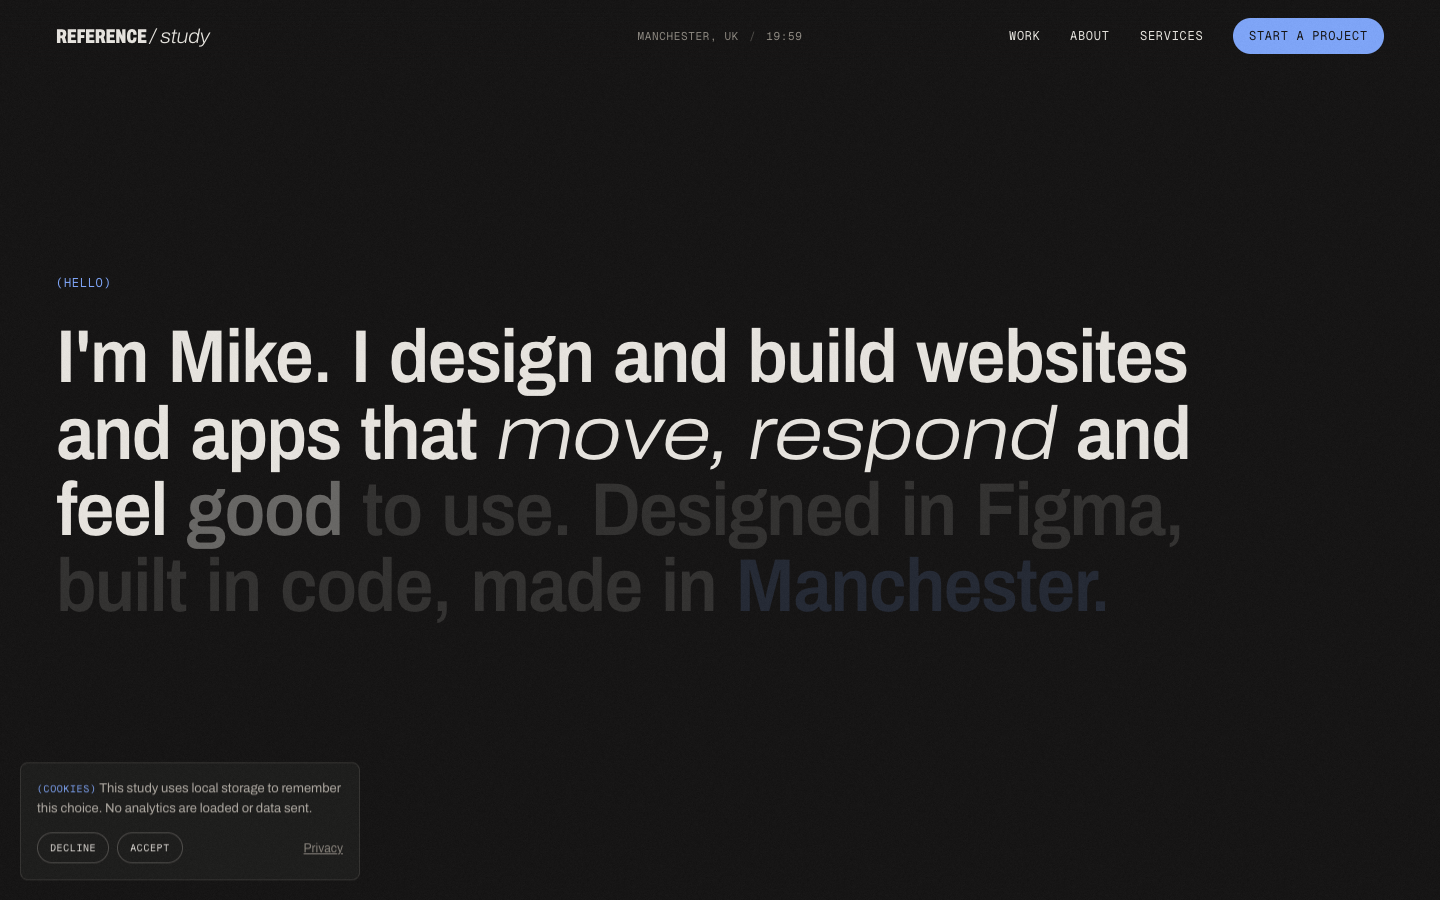 REFERENCE / study
MANCHESTER, UK / 19:59
WORK
ABOUT
SERVICES
START A PROJECT
(HELLO)
I'm Mike. I design and build websites
and apps that move, respond and
feel good to use. Designed in Figma,
built in code, made in Manchester.
(COOKIES) This study uses local storage to remember
this choice. No analytics are loaded or data sent.
DECLINE
ACCEPT
Privacy